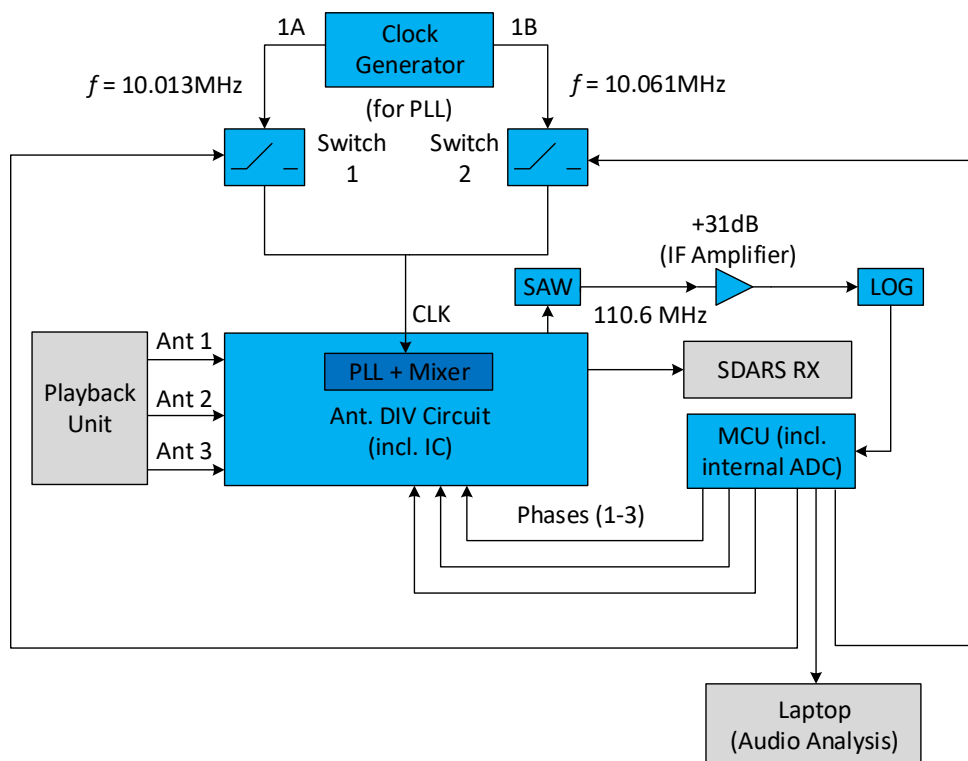 1A
Clock
Generator
1B
f = 10.013MHz
(for PLL)
f = 10.061MHz
Switch
1
Switch
2
+31dB
(IF Amplifier)
SAW
LOG
110.6 MHz
CLK
Ant 1
Ant 2
Ant 3
Playback
Unit
PLL + Mixer
Ant. DIV Circuit
(incl. IC)
SDARS RX
MCU (incl.
internal ADC)
Phases (1-3)
Laptop
(Audio Analysis)